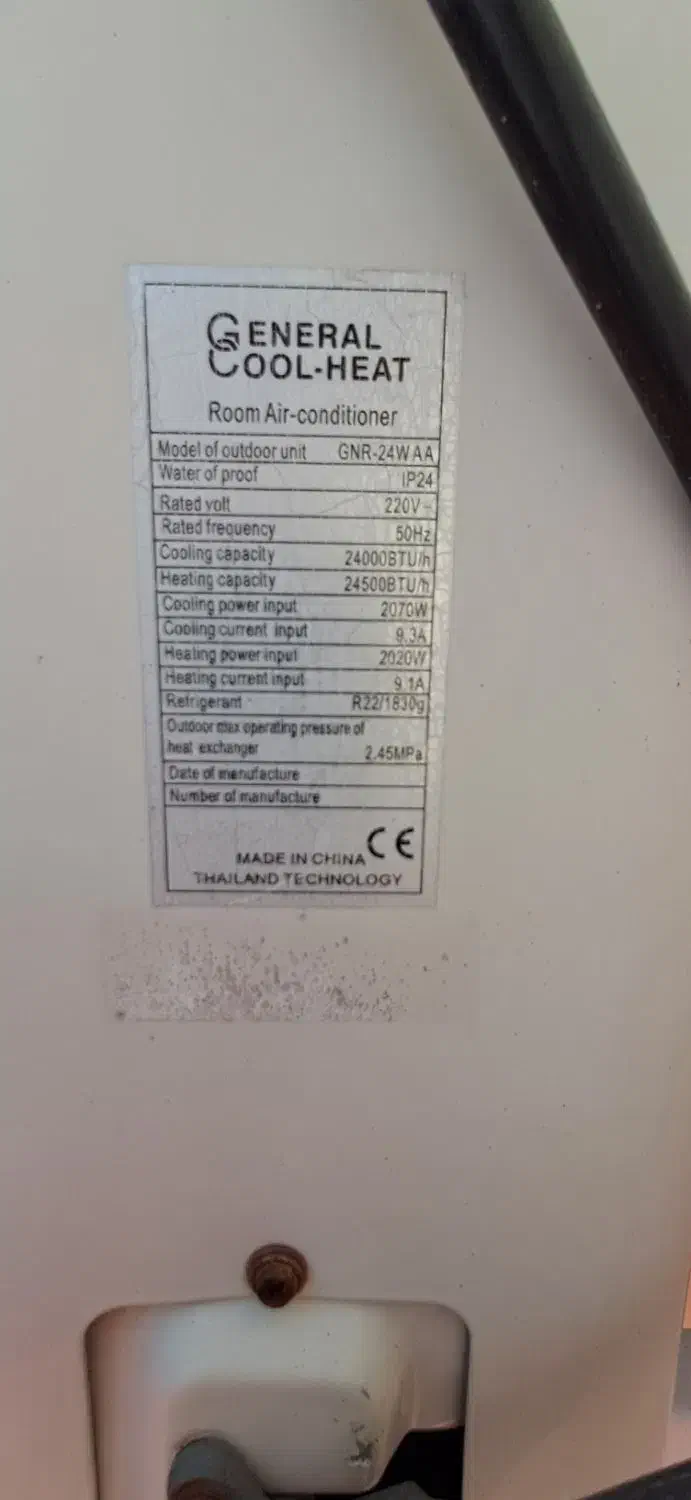 GENERAL
COOL-HEAT
Room Air-conditioner
Model of outdoor unit GNR-24WAA
Water of proof IP24
Rated volt 220V~
Rated frequency 50Hz
Cooling capacity 24000BTU/h
Heating capacity 24500BTU/h
Cooling power input 2070W
Cooling current input 9.3A
Heating power input 2020W
Heating current input 9.1A
Refrigerant R22/1830g
Outdoor max operating pressure of
heat exchanger 2.45MPa
Date of manufacture
Number of manufacture
CE
MADE IN CHINA
THAILAND TECHNOLOGY